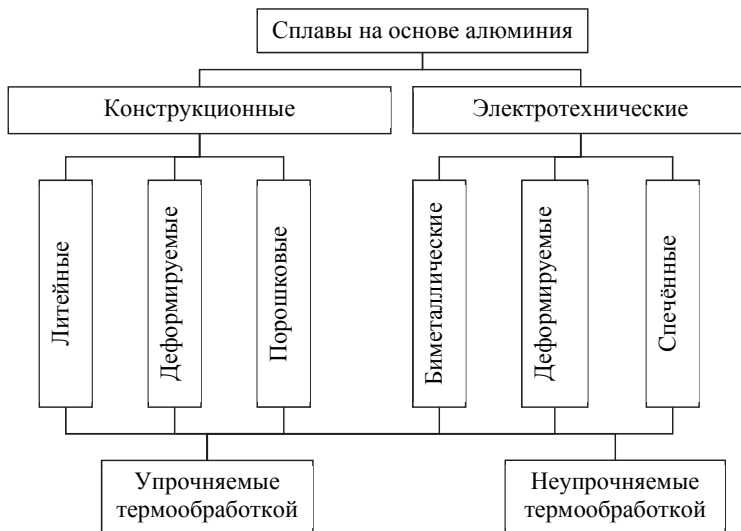 Сплавы на основе алюминия
Конструкционные
Электротехнические
Литейные
Деформируемые
Порошковые
Биметаллические
Деформируемые
Спечённые
Упрочняемые
термообработкой
Неупрочняемые
термообработкой